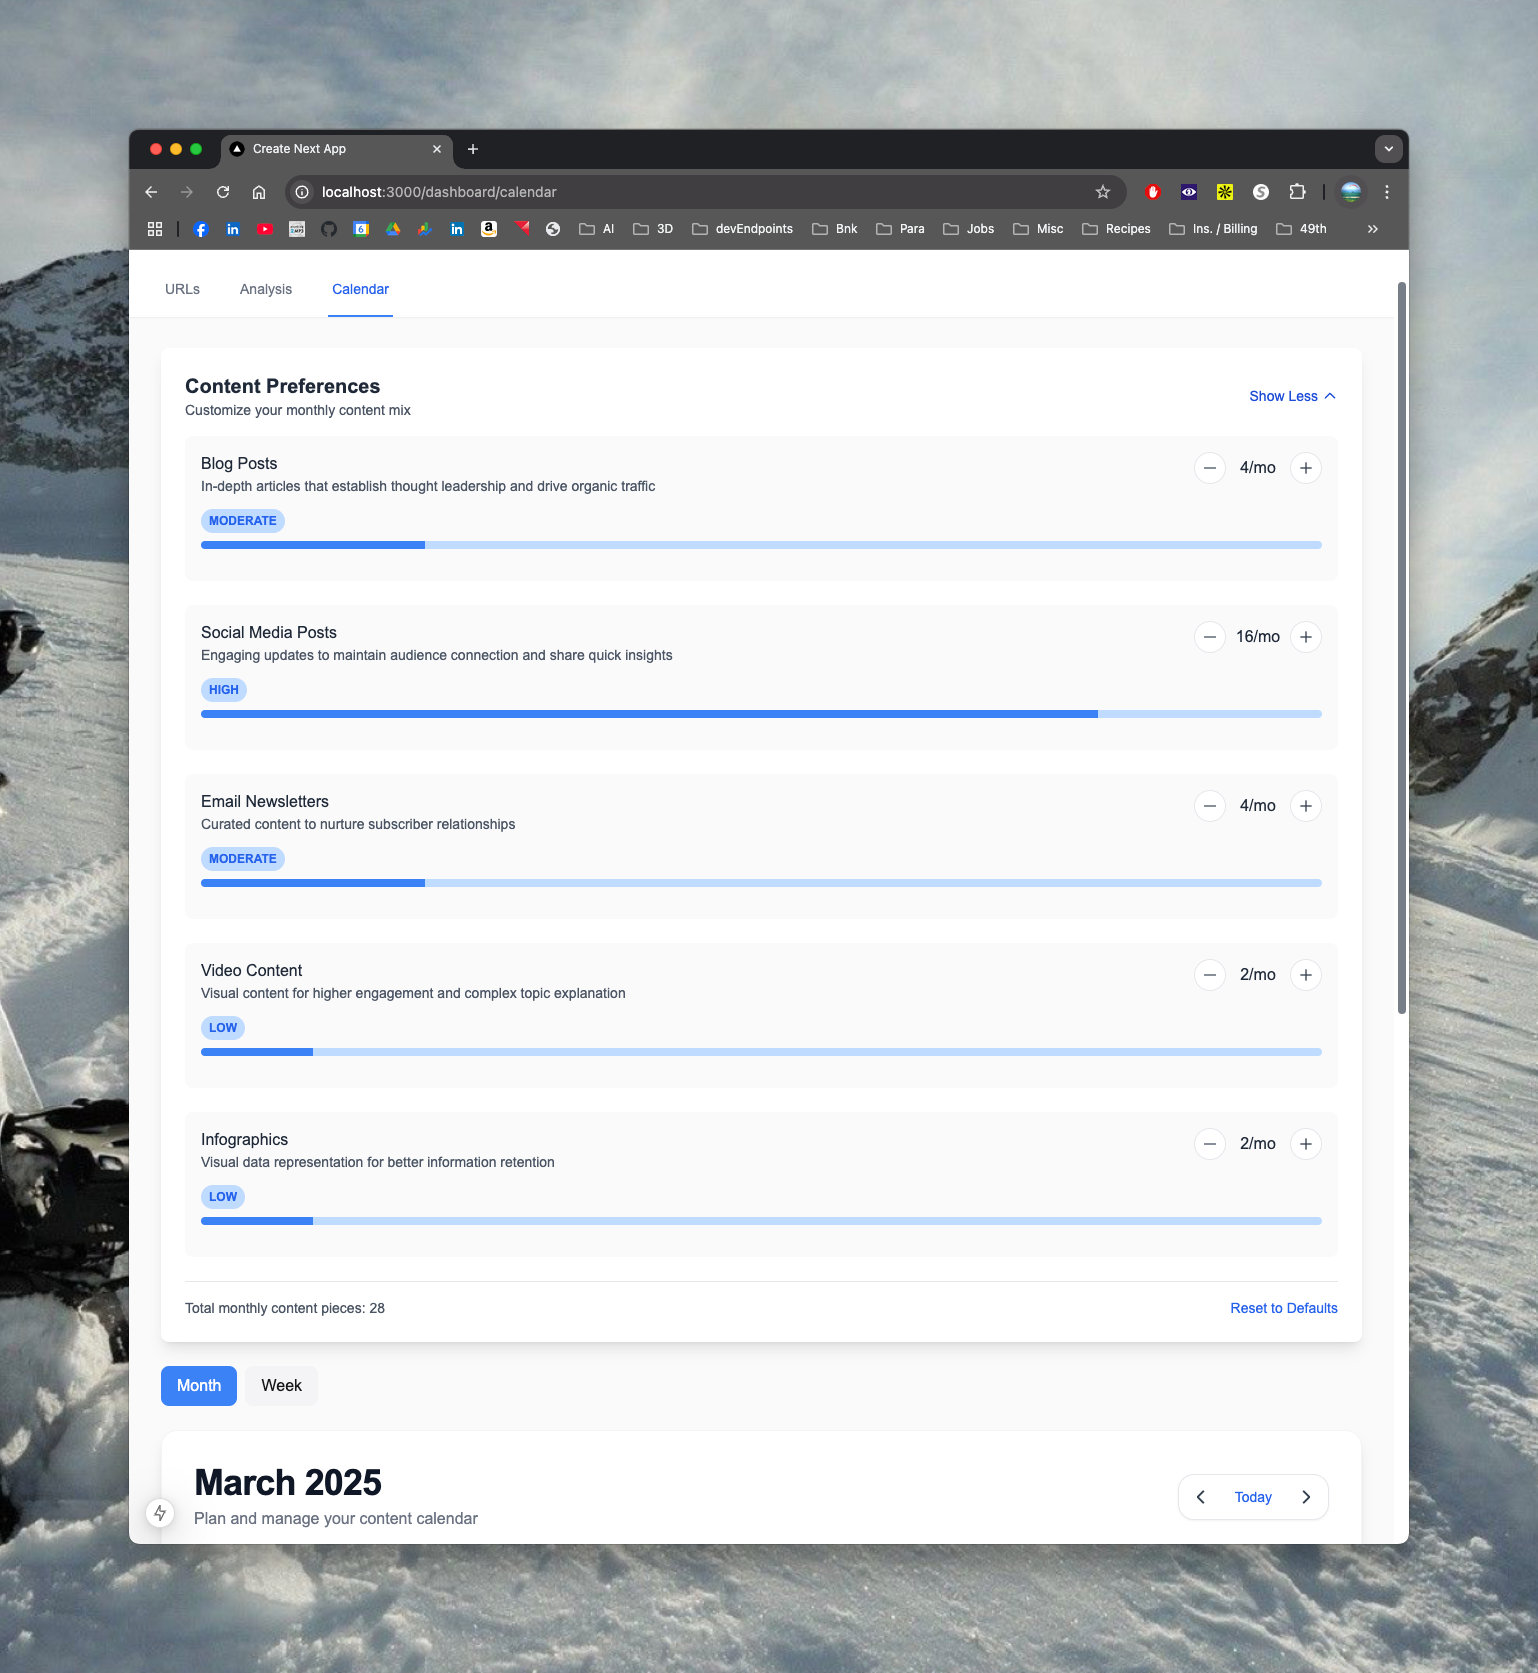 Create Next App
localhost:3000/dashboard/calendar
AI 3D devEndpoints Bnk Para Jobs Misc Recipes Ins. / Billing 49th
URLs Analysis Calendar
Content Preferences
Customize your monthly content mix
Show Less
Blog Posts
4/mo
In-depth articles that establish thought leadership and drive organic traffic
MODERATE
Social Media Posts
16/mo
Engaging updates to maintain audience connection and share quick insights
HIGH
Email Newsletters
4/mo
Curated content to nurture subscriber relationships
MODERATE
Video Content
2/mo
Visual content for higher engagement and complex topic explanation
LOW
Infographics
2/mo
Visual data representation for better information retention
LOW
Total monthly content pieces: 28
Reset to Defaults
Month Week
March 2025
Today
Plan and manage your content calendar